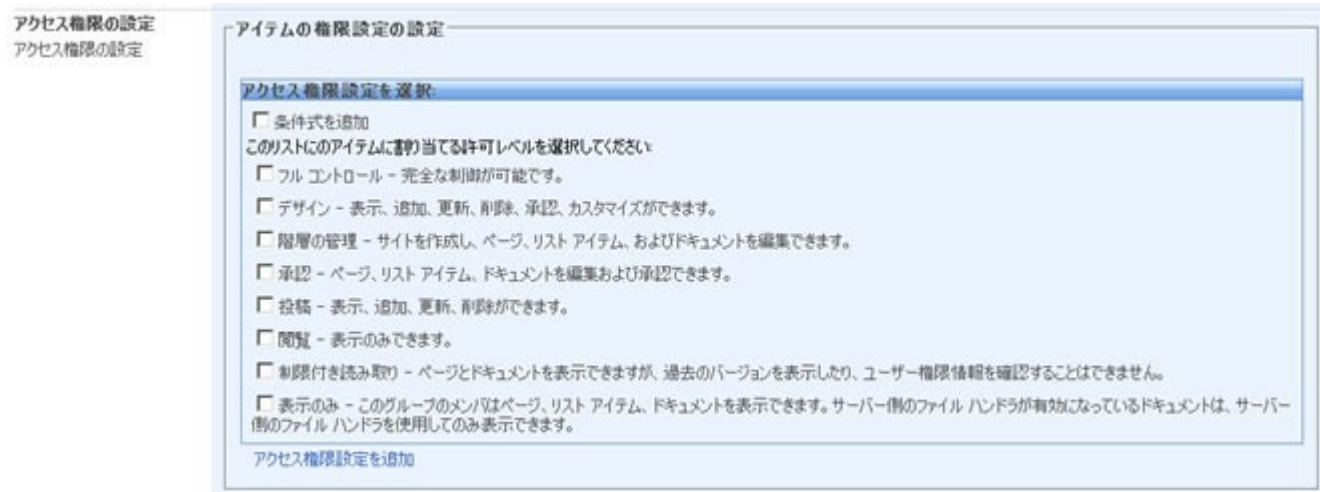 アクセス権限の設定
アクセス権限の設定
アイテムの権限設定の設定
アクセス権限設定を選択:
条件式を追加
このリストにのアイテムに割り当てる許可レベルを選択してください:
フル コントロール - 完全な制御が可能です。
デザイン - 表示、追加、更新、削除、承認、カスタマイズができます。
階層の管理 - サイトを作成し、ページ、リスト アイテム、およびドキュメントを編集できます。
承認 - ページ、リスト アイテム、ドキュメントを編集および承認できます。
投稿 - 表示、追加、更新、削除ができます。
閲覧 - 表示のみできます。
制限付き読み取り - ページとドキュメントを表示できますが、過去のバージョンを表示したり、ユーザー権限情報を確認することはできません。
表示のみ - このグループのメンバはページ、リスト アイテム、ドキュメントを表示できます。サーバー側のファイル ハンドラが有効になっているドキュメントは、サーバー
側のファイル ハンドラを使用してのみ表示できます。
アクセス権限設定を追加